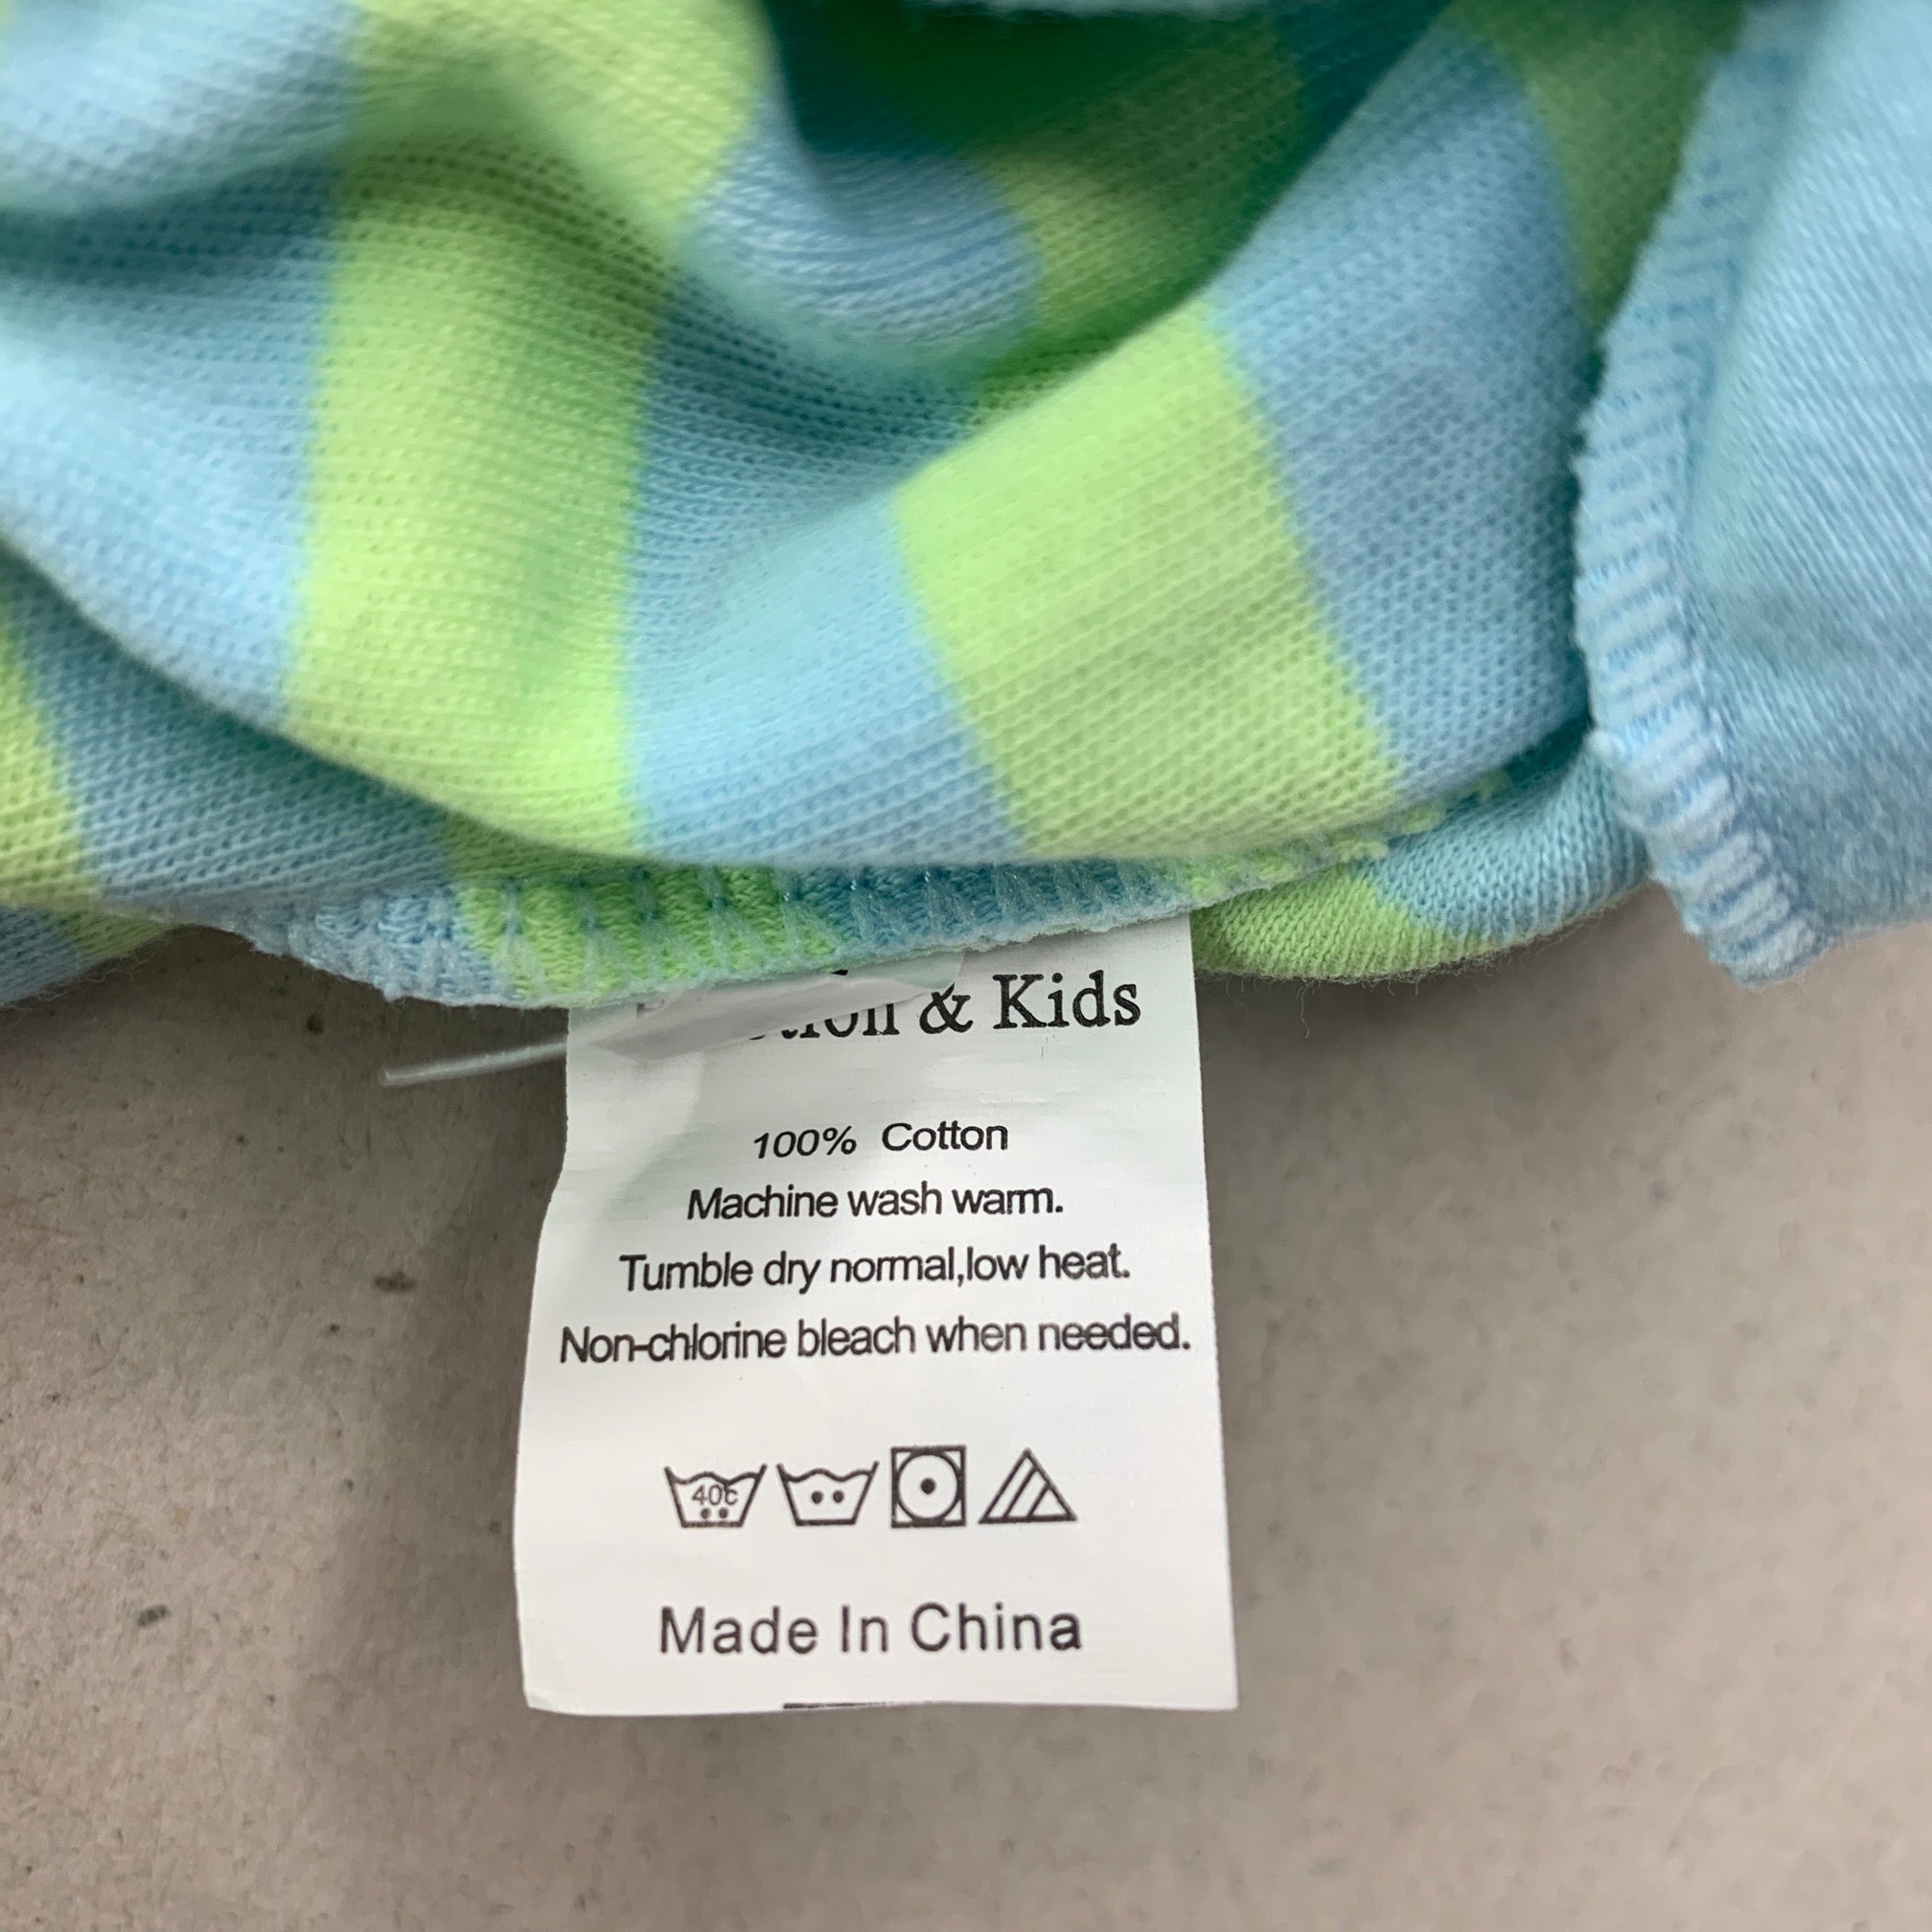 & Kids
100% Cotton
Machine wash warm.
Tumble dry normal,low heat.
Non-chlorine bleach when needed.
40c
Made In China